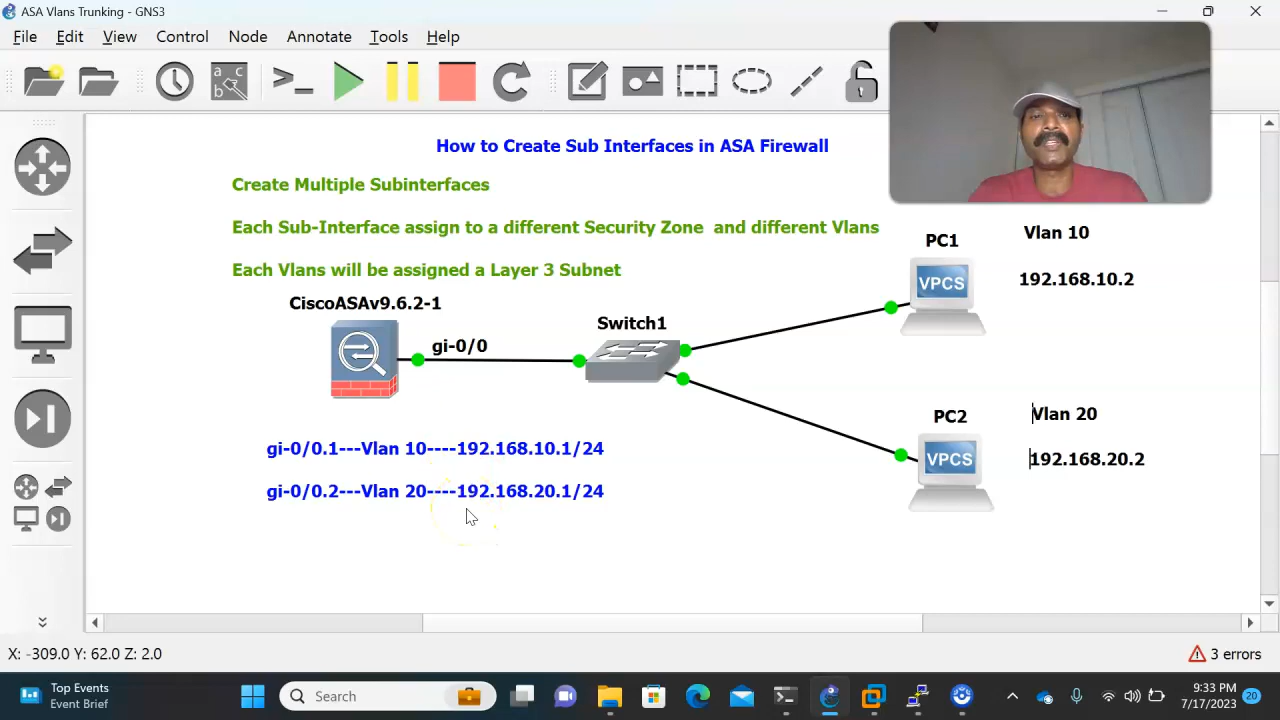 ASA Vlans Trunking - GNS3
File Edit View Control Node Annotate Tools Help
a c
b
How to Create Sub Interfaces in ASA Firewall
Create Multiple Subinterfaces
Each Sub-Interface assign to a different Security Zone and different Vlans
Vlan 10
PC1
Each Vlans will be assigned a Layer 3 Subnet
VPCS
192.168.10.2
CiscoASAv9.6.2-1
Switch1
gi-0/0
PC2
Vlan 20
gi-0/0.1---Vlan 10----192.168.10.1/24
VPCS
192.168.20.2
gi-0/0.2---Vlan 20----192.168.20.1/24
X: -309.0 Y: 62.0 Z: 2.0
3 errors
Top Events
Event Brief
Search
9:33 PM
7/17/2023
20